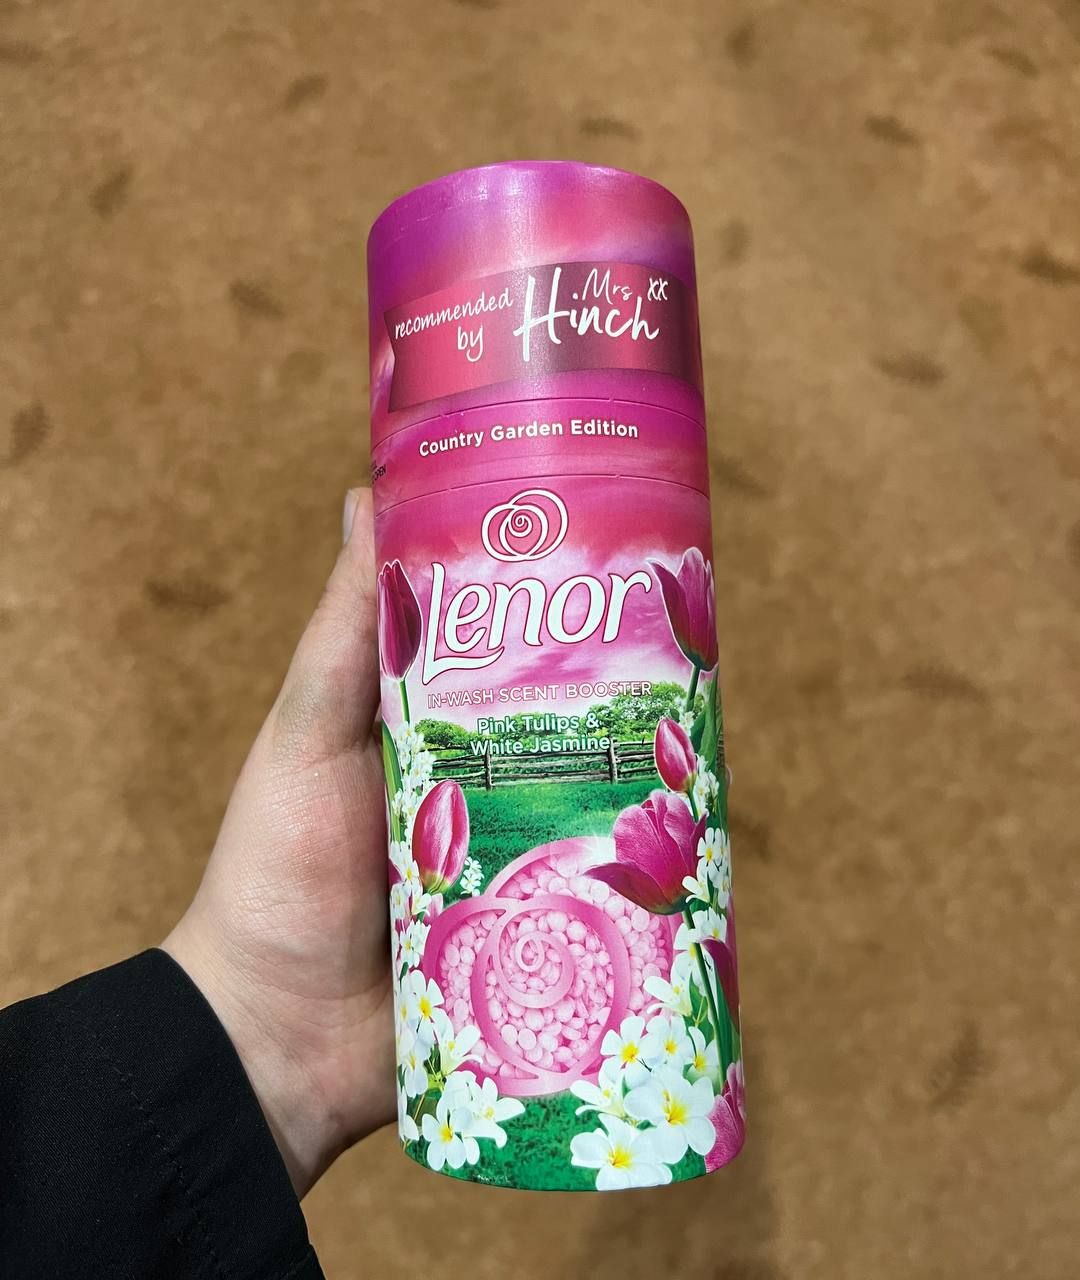 recommended
by
Mrs xx
Hinch
Country Garden Edition
Lenor
IN-WASH SCENT BOOSTER
Pink Tulips &
White Jasmine